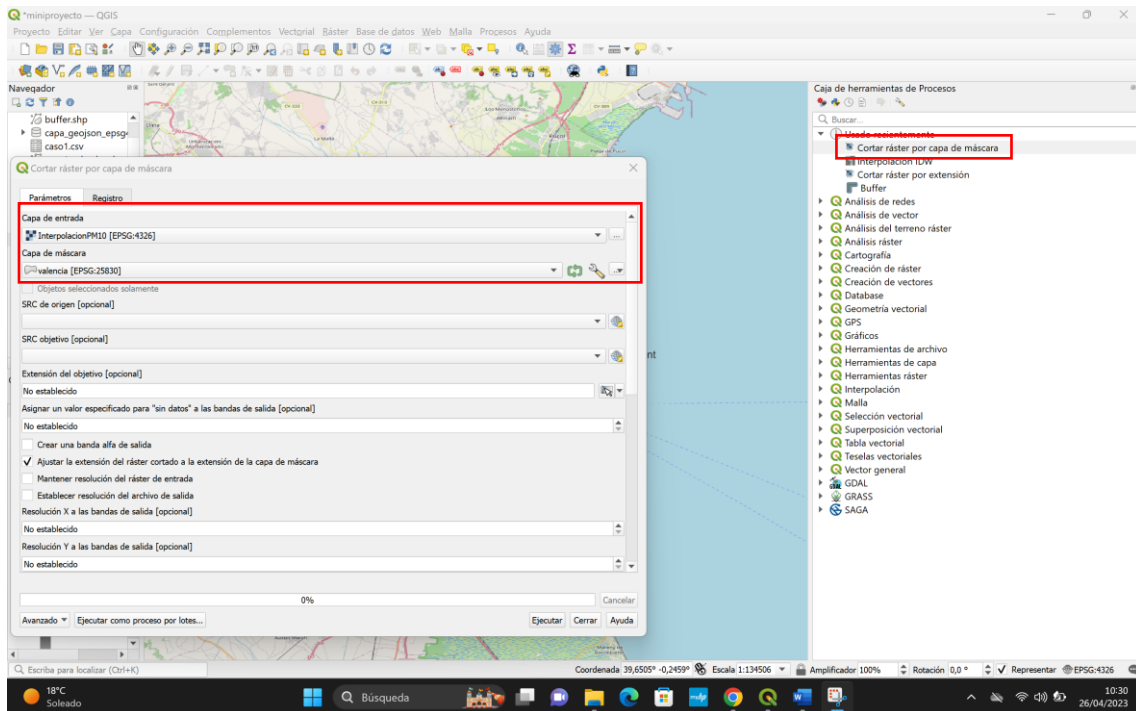 *miniproyecto — QGIS
Proyecto Editar Ver Capa Configuración Complementos Vectorial Ráster Base de datos Web Malla Procesos Ayuda
Navegador
buffer.shp
capa_geojson_epsg
caso1.csv
Cortar ráster por capa de máscara
Parámetros Registro
Capa de entrada
InterpolacionPM10 [EPSG:4326]
Capa de máscara
valencia [EPSG:25830]
Objetos seleccionados solamente
SRC de origen [opcional]
SRC objetivo [opcional]
Extensión del objetivo [opcional]
No establecido
Asignar un valor especificado para "sin datos" a las bandas de salida [opcional]
No establecido
Crear una banda alfa de salida
Ajustar la extensión del ráster cortado a la extensión de la capa de máscara
Mantener resolución del ráster de entrada
Establecer resolución del archivo de salida
Resolución X a las bandas de salida [opcional]
No establecido
Resolución Y a las bandas de salida [opcional]
No establecido
0%
Cancelar
Avanzado Ejecutar como proceso por lotes...
Ejecutar Cerrar Ayuda
nt
Caja de herramientas de Procesos
Buscar...
Usado recientemente
Cortar ráster por capa de máscara
Interpolación IDW
Cortar ráster por extensión
Buffer
Análisis de redes
Análisis de vector
Análisis del terreno ráster
Análisis ráster
Cartografía
Creación de ráster
Creación de vectores
Database
Geometría vectorial
GPS
Gráficos
Herramientas de archivo
Herramientas de capa
Herramientas ráster
Interpolación
Malla
Selección vectorial
Superposición vectorial
Tabla vectorial
Teselas vectoriales
Vector general
GDAL
GRASS
SAGA
Escriba para localizar (Ctrl+K)
Coordenada 39,6505° -0,2459° Escala 1:134506 Amplificador 100% Rotación 0,0 ° Representar EPSG:4326
18°C
Soleado
Búsqueda
10:30
26/04/2023